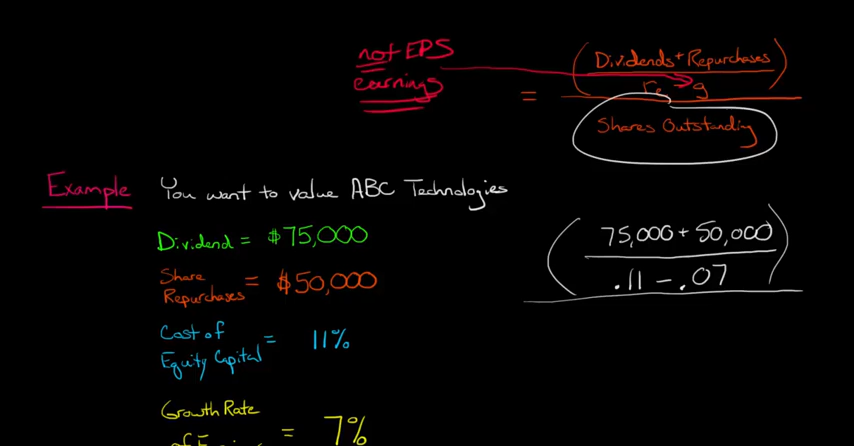 not EPS
earnings
= (Dividends + Repurchases)
re - g
Shares Outstanding
Example You want to value ABC Technologies
Dividend = $75,000
Share
Repurchases = $50,000
Cost of
Equity Capital = 11%
Growth Rate
= 7%
(75,000 + 50,000)
.11 - .07